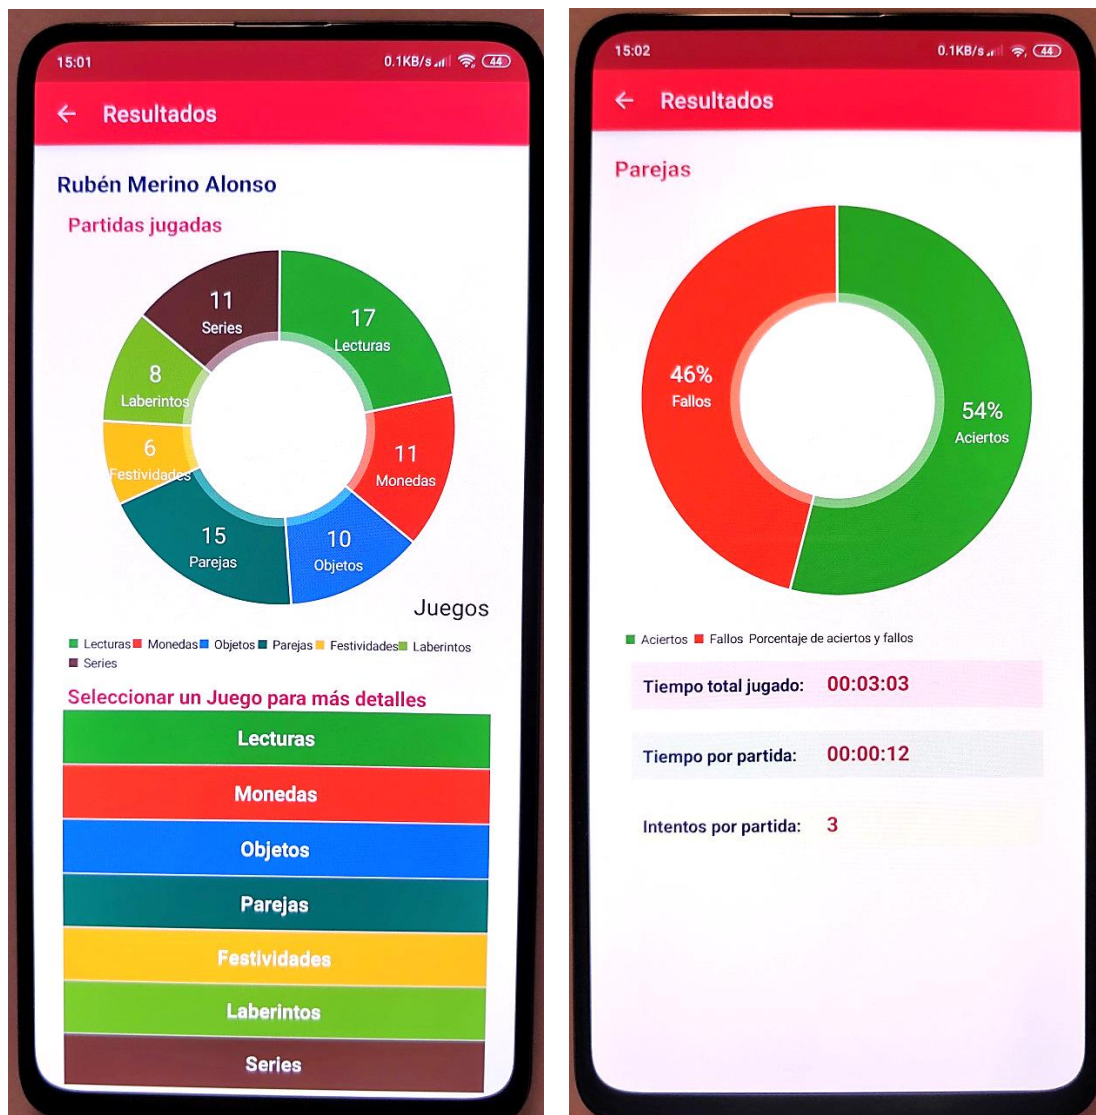 15:01 0.1KB/s 44
← Resultados
Rubén Merino Alonso
Partidas jugadas
11
Series
17
Lecturas
8
Laberintos
6
Festividades
11
Monedas
15
Parejas
10
Objetos
Juegos
Lecturas Monedas Objetos Parejas Festividades Laberintos
Series
Seleccionar un Juego para más detalles
Lecturas
Monedas
Objetos
Parejas
Festividades
Laberintos
Series
15:02 0.1KB/s 44
← Resultados
Parejas
46%
Fallos
54%
Aciertos
Aciertos Fallos Porcentaje de aciertos y fallos
Tiempo total jugado: 00:03:03
Tiempo por partida: 00:00:12
Intentos por partida: 3